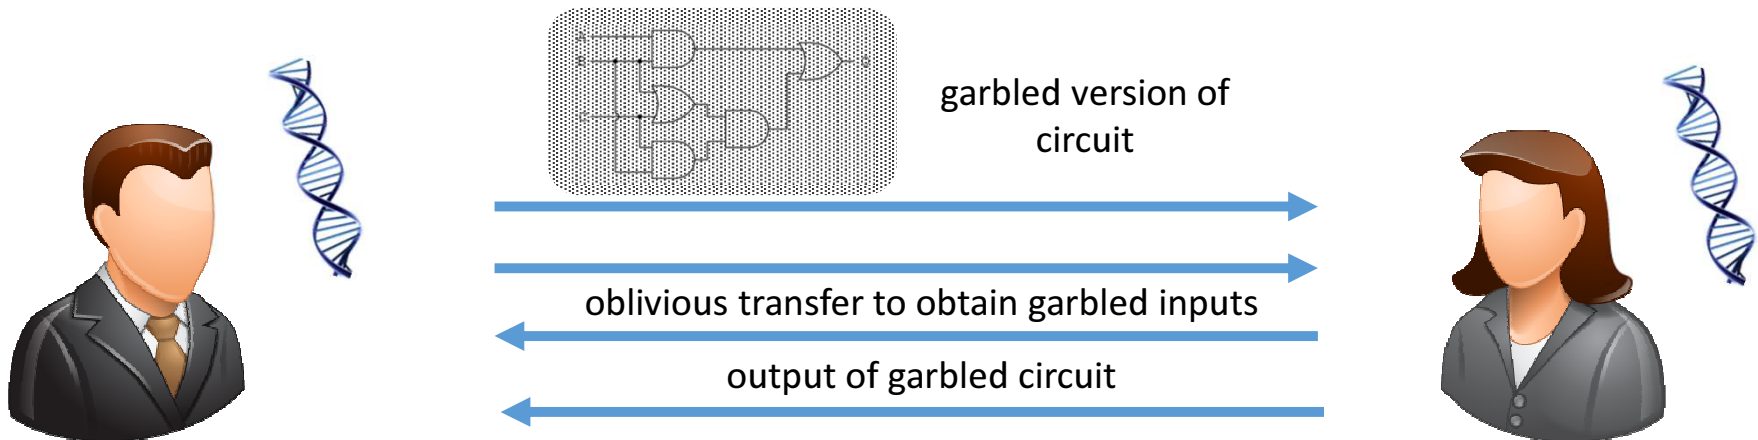 A
B
C
Q
garbled version of
circuit
oblivious transfer to obtain garbled inputs
output of garbled circuit